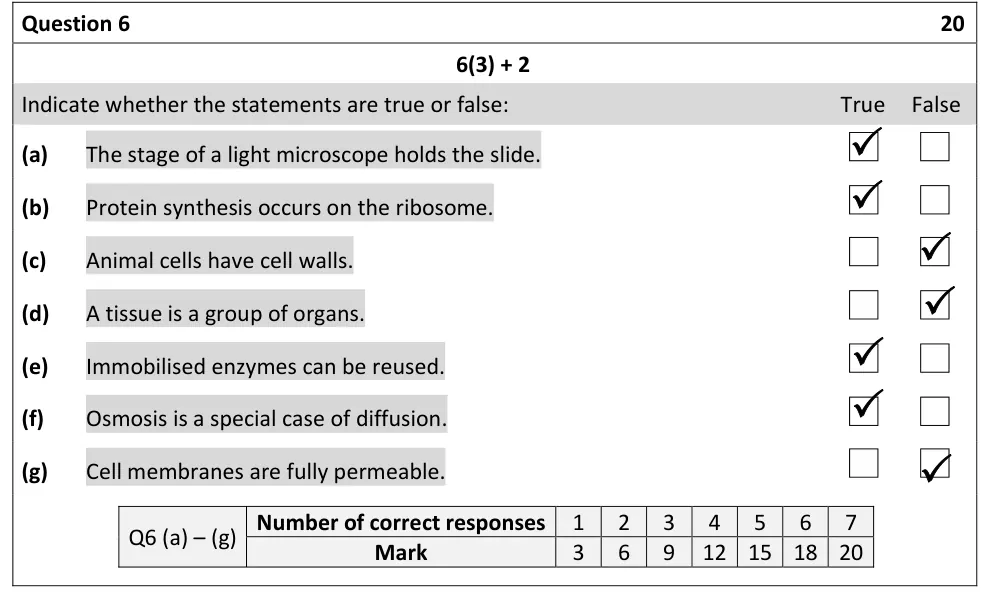 Question 6 20
6(3) + 2
Indicate whether the statements are true or false: True False
(a) The stage of a light microscope holds the slide.
(b) Protein synthesis occurs on the ribosome.
(c) Animal cells have cell walls.
(d) A tissue is a group of organs.
(e) Immobilised enzymes can be reused.
(f) Osmosis is a special case of diffusion.
(g) Cell membranes are fully permeable.
Q6 (a) – (g) Number of correct responses 1 2 3 4 5 6 7
Mark 3 6 9 12 15 18 20